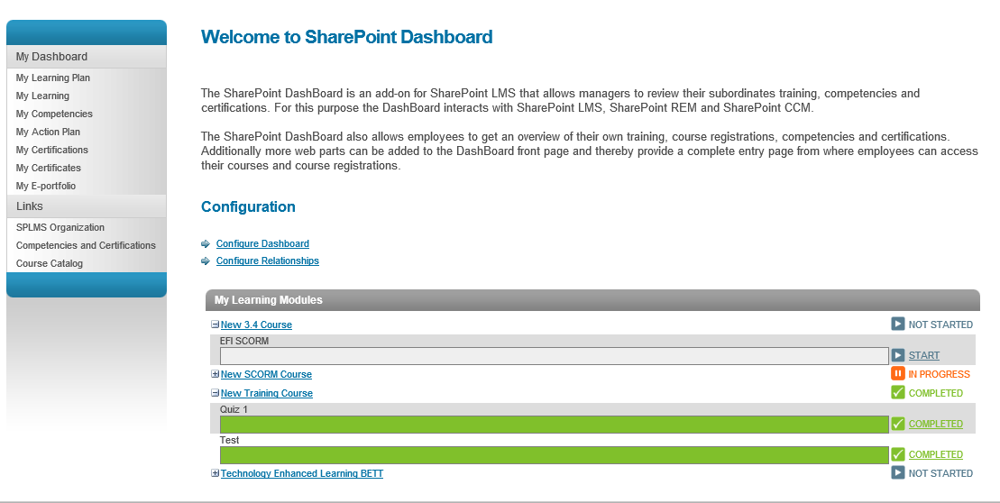 My Dashboard
My Learning Plan
My Learning
My Competencies
My Action Plan
My Certifications
My Certificates
My E-portfolio
Links
SPLMS Organization
Competencies and Certifications
Course Catalog
Welcome to SharePoint Dashboard
The SharePoint DashBoard is an add-on for SharePoint LMS that allows managers to review their subordinates training, competencies and
certifications. For this purpose the DashBoard interacts with SharePoint LMS, SharePoint REM and SharePoint CCM.
The SharePoint DashBoard also allows employees to get an overview of their own training, course registrations, competencies and certifications.
Additionally more web parts can be added to the DashBoard front page and thereby provide a complete entry page from where employees can access
their courses and course registrations.
Configuration
Configure Dashboard
Configure Relationships
My Learning Modules
New 3.4 Course NOT STARTED
EFI SCORM
START
New SCORM Course IN PROGRESS
New Training Course COMPLETED
Quiz 1
COMPLETED
Test
COMPLETED
Technology Enhanced Learning BETT NOT STARTED